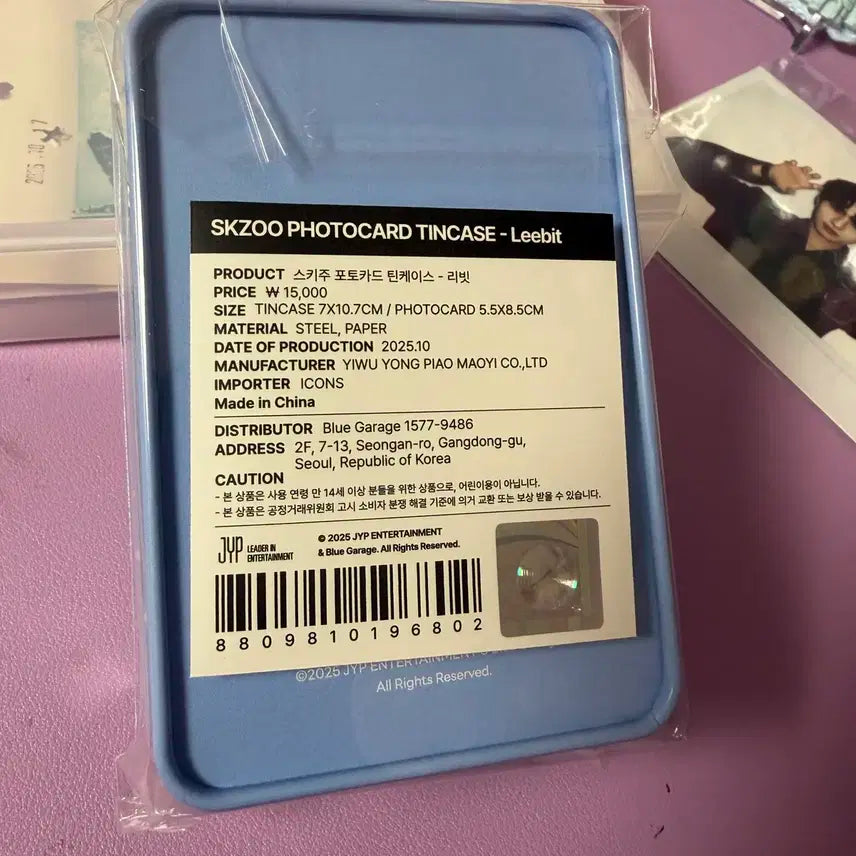 SKZOO PHOTOCARD TINCASE - Leebit
PRODUCT 스키주 포토카드 틴케이스 - 리빗
PRICE ₩ 15,000
SIZE TINCASE 7X10.7CM / PHOTOCARD 5.5X8.5CM
MATERIAL STEEL, PAPER
DATE OF PRODUCTION 2025.10
MANUFACTURER YIWU YONG PIAO MAOYI CO.,LTD
IMPORTER ICONS
Made in China
DISTRIBUTOR Blue Garage 1577-9486
ADDRESS 2F, 7-13, Seongan-ro, Gangdong-gu,
Seoul, Republic of Korea
CAUTION
- 본 상품은 사용 연령 만 14세 이상 분들을 위한 상품으로, 어린이용이 아닙니다.
- 본 상품은 공정거래위원회 고시 소비자 분쟁 해결 기준에 의거 교환 또는 보상 받을 수 있습니다.
JYP LEADER IN
ENTERTAINMENT
© 2025 JYP ENTERTAINMENT
& Blue Garage. All Rights Reserved.
8809810196802
©2025 JYP ENTERTAINMENT
All Rights Reserved.